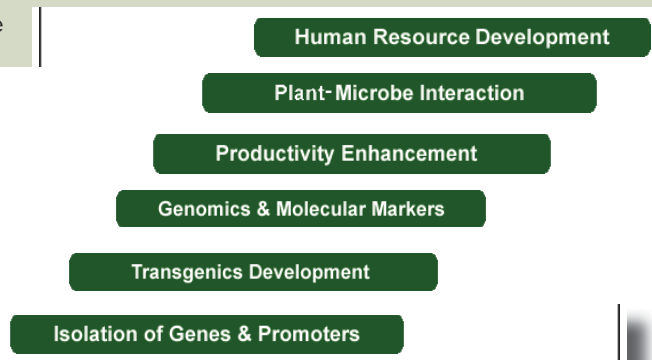 e
Human Resource Development
Plant-Microbe Interaction
Productivity Enhancement
Genomics & Molecular Markers
Transgenics Development
Isolation of Genes & Promoters